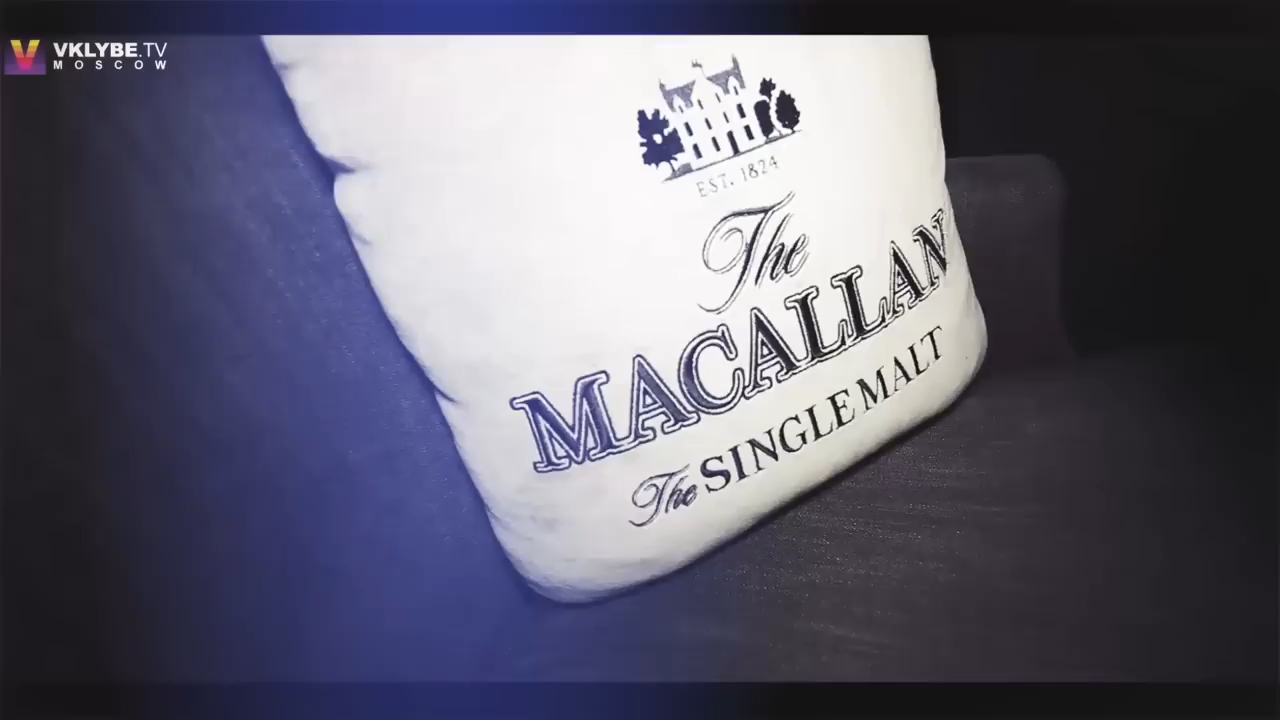 VKLYBE.TV
MOSCOW
EST. 1824
The
MACALLAN
The SINGLE MALT